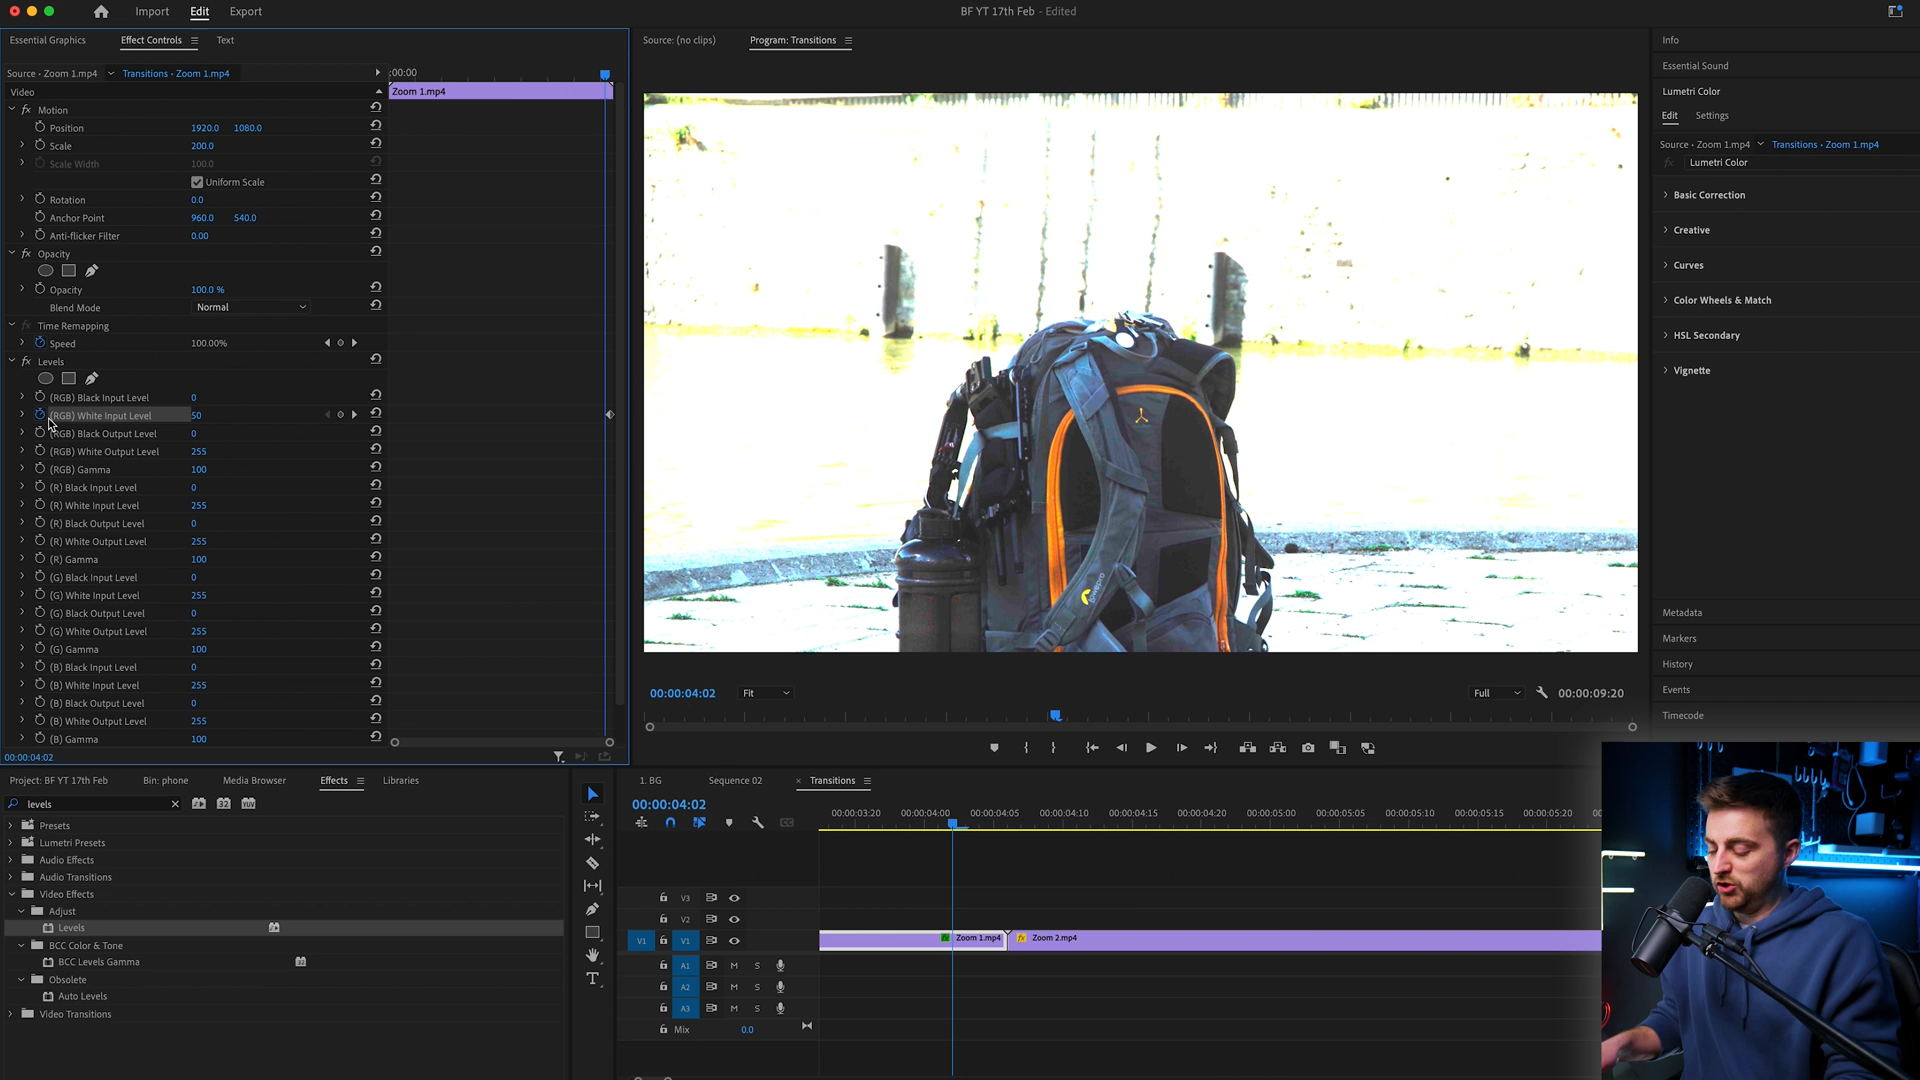 Import Edit Export BF YT 17th Feb - Edited
Essential Graphics Effect Controls Text
Source: (no clips) Program: Transitions
Source • Zoom 1.mp4 Transitions • Zoom 1.mp4
:00:00
Video
Zoom 1.mp4
fx Motion
Position 1920.0 1080.0
Scale 200.0
Scale Width 100.0
Uniform Scale
Rotation 0.0
Anchor Point 960.0 540.0
Anti-flicker Filter 0.00
fx Opacity
Opacity 100.0 %
Blend Mode Normal
fx Time Remapping
Speed 100.00%
fx Levels
(RGB) Black Input Level 0
(RGB) White Input Level 50
(RGB) Black Output Level 0
(RGB) White Output Level 255
(RGB) Gamma 100
(R) Black Input Level 0
(R) White Input Level 255
(R) Black Output Level 0
(R) White Output Level 255
(R) Gamma 100
(G) Black Input Level 0
(G) White Input Level 255
(G) Black Output Level 0
(G) White Output Level 255
(G) Gamma 100
(B) Black Input Level 0
(B) White Input Level 255
(B) Black Output Level 0
(B) White Output Level 255
(B) Gamma 100
00:00:04:02
Lowepro
00:00:04:02 Fit Full 00:00:09:20
Info
Essential Sound
Lumetri Color
Edit Settings
Source • Zoom 1.mp4 Transitions • Zoom 1.mp4
fx Lumetri Color
Basic Correction
Creative
Curves
Color Wheels & Match
HSL Secondary
Vignette
Metadata
Markers
History
Events
Timecode
Project: BF YT 17th Feb Bin: phone Media Browser Effects Libraries
levels 32 YUV
Presets
Lumetri Presets
Audio Effects
Audio Transitions
Video Effects
Adjust
Levels
BCC Color & Tone
BCC Levels Gamma
Obsolete
Auto Levels
Video Transitions
1. BG Sequence 02 × Transitions
00:00:04:02
00:00:03:20 00:00:04:00 00:00:04:05 00:00:04:10 00:00:04:15 00:00:04:20 00:00:05:00 00:00:05:05 00:00:05:10 00:00:05:15 00:00:05:20
V3
V2
V1 V1 fx Zoom 1.mp4 fx Zoom 2.mp4
A1 M S
A2 M S
A3 M S
Mix 0.0